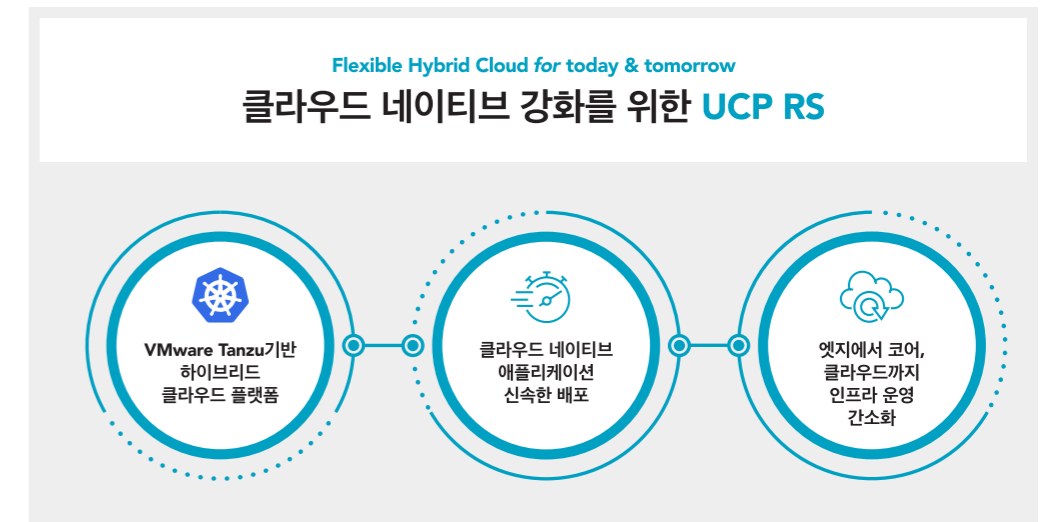 Flexible Hybrid Cloud for today & tomorrow
클라우드 네이티브 강화를 위한 UCP RS
VMware Tanzu기반
하이브리드
클라우드 플랫폼
클라우드 네이티브
애플리케이션
신속한 배포
엣지에서 코어,
클라우드까지
인프라 운영
간소화